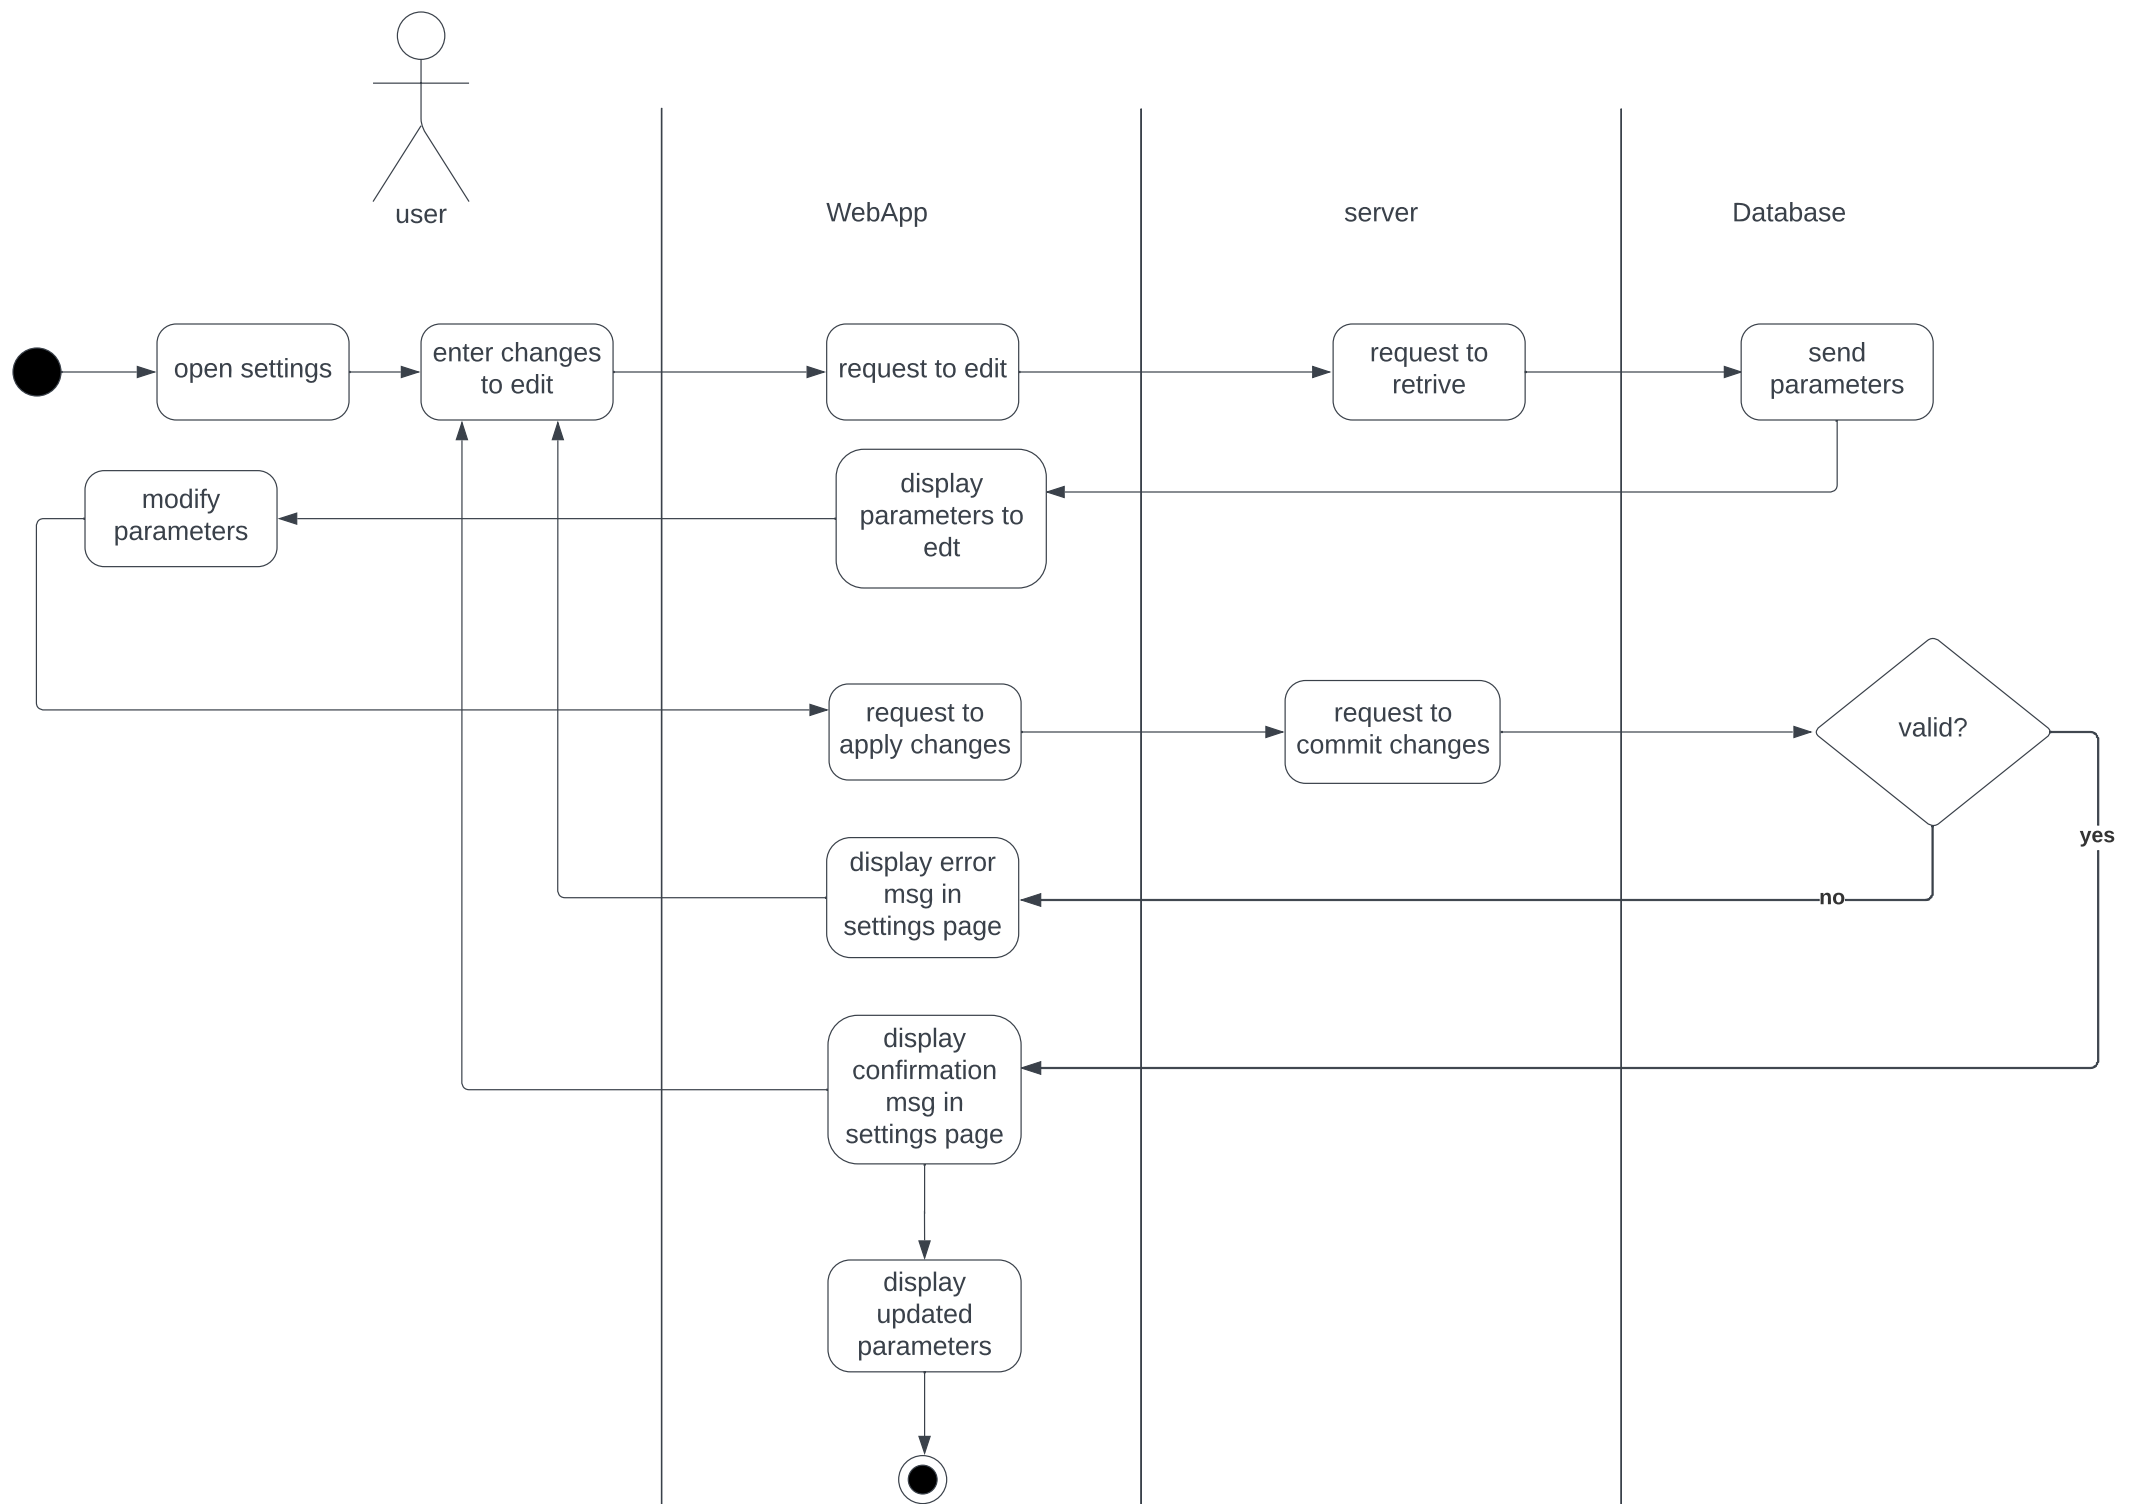 user
WebApp
server
Database
open settings
enter changes
to edit
request to edit
request to
retrive
send
parameters
modify
parameters
display
parameters to
edt
request to
apply changes
request to
commit changes
valid?
yes
no
display error
msg in
settings page
display
confirmation
msg in
settings page
display
updated
parameters